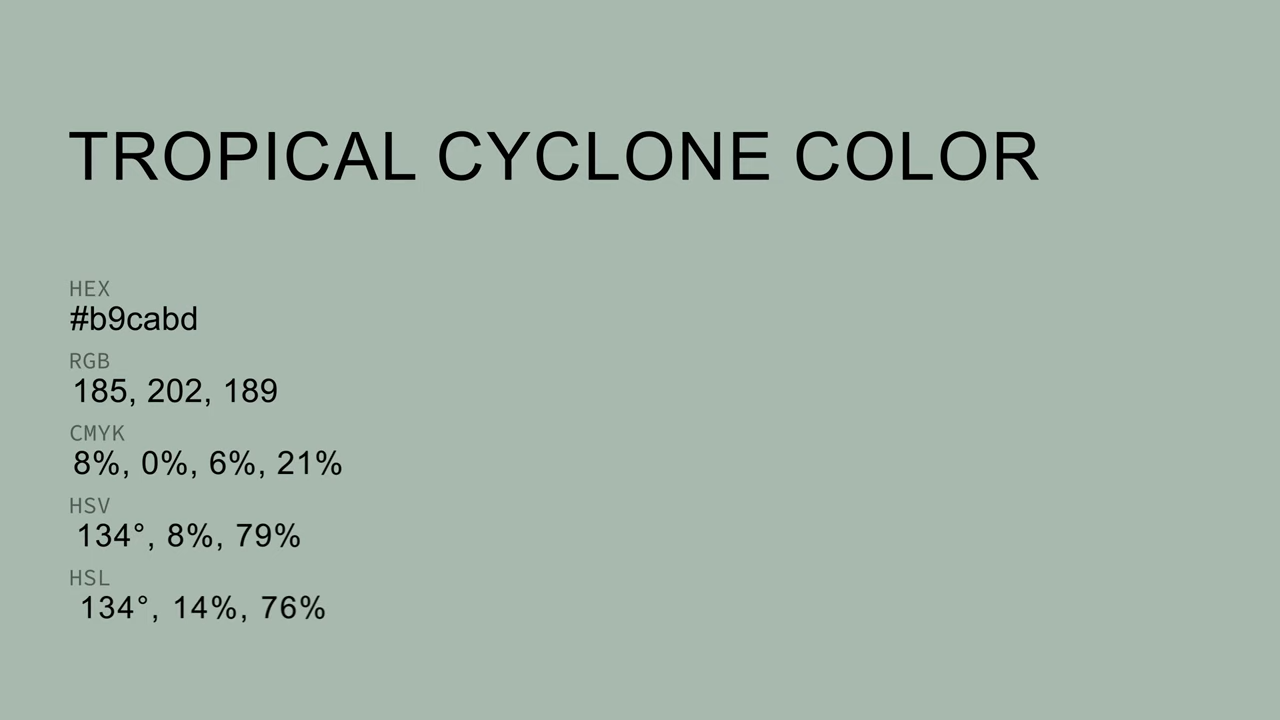 TROPICAL CYCLONE COLOR
HEX
#b9cabd
RGB
185, 202, 189
CMYK
8%, 0%, 6%, 21%
HSV
134°, 8%, 79%
HSL
134°, 14%, 76%